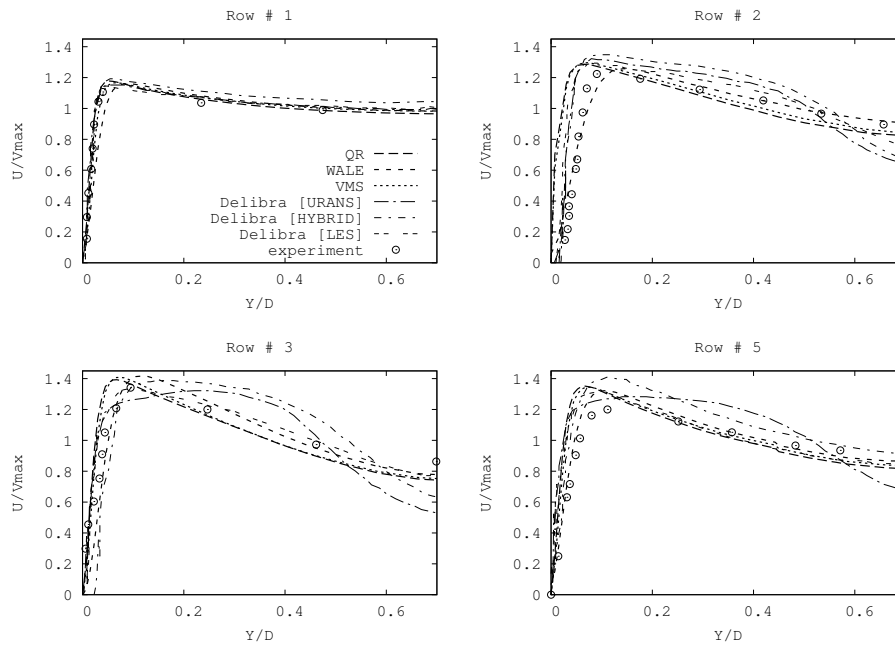 Row # 1
1.4
1.2
1
0.8
0.6
0.4
0.2
0
U/Vmax
QR
WALE
VMS
Delibra [URANS]
Delibra [HYBRID]
Delibra [LES]
experiment
0 0.2 0.4 0.6
Y/D
Row # 2
1.4
1.2
1
0.8
0.6
0.4
0.2
0
U/Vmax
0 0.2 0.4 0.6
Y/D
Row # 3
1.4
1.2
1
0.8
0.6
0.4
0.2
0
U/Vmax
0 0.2 0.4 0.6
Y/D
Row # 5
1.4
1.2
1
0.8
0.6
0.4
0.2
0
U/Vmax
0 0.2 0.4 0.6
Y/D